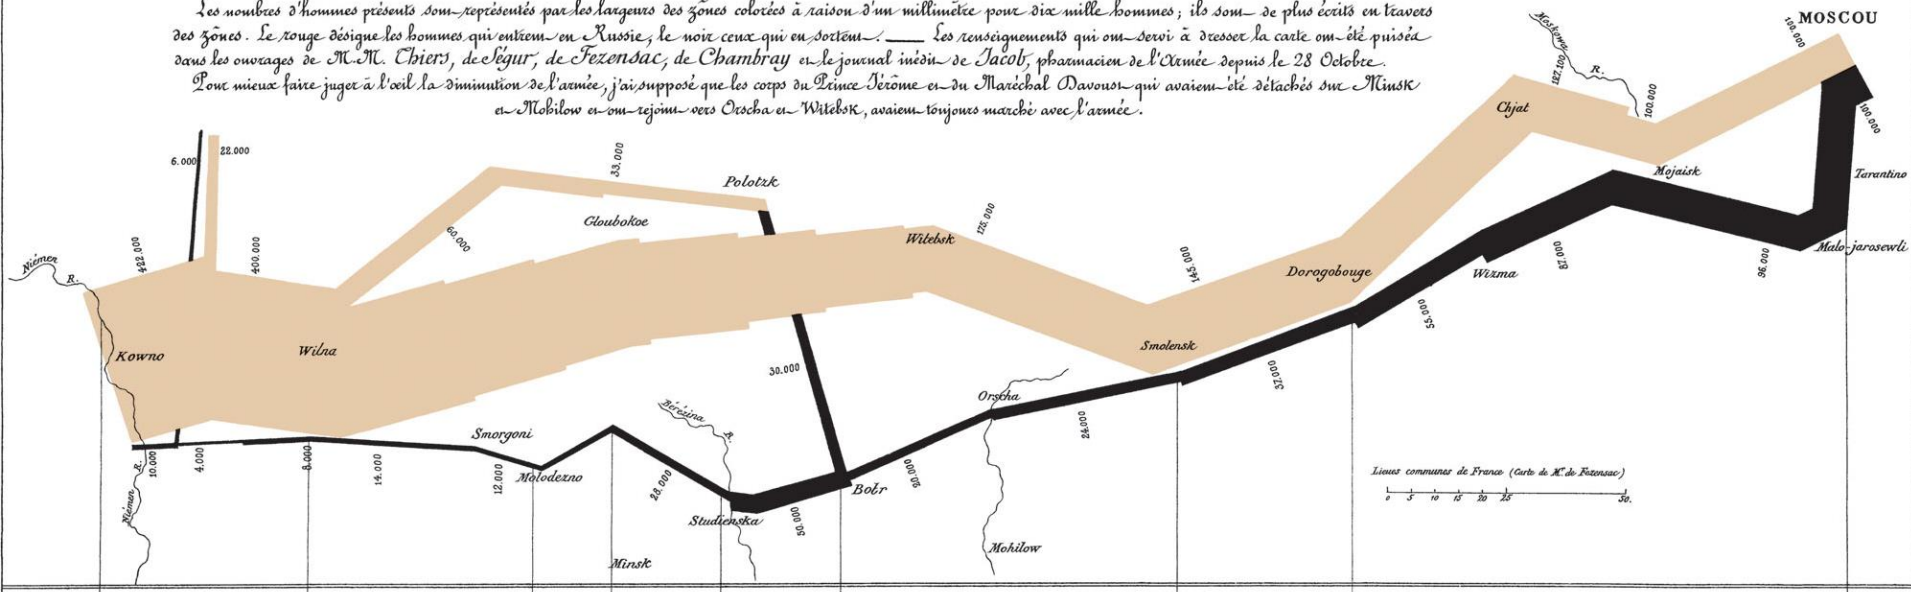 Les nombres d'hommes présents sont représentés par les largeurs des zônes colorées à raison d'un millimètre pour dix mille hommes; ils sont de plus écrits en travers
des zônes. Le rouge désigne les hommes qui entrent en Russie, le noir ceux qui en sortent. — Les renseignements qui ont servi à dresser la carte ont été puisés
dans les ouvrages de M.M. Thiers, de Ségur, de Fezensac, de Chambray et le journal inédit de Jacob, pharmacien de l'Armée depuis le 28 Octobre.
Pour mieux faire juger à l'œil la diminution de l'armée, j'ai supposé que les corps du Prince Jérôme et du Maréchal Davoust qui avaient été détachés sur Minsk
et Mohilow et ont rejoint vers Orscha et Witebsk, avaient toujours marché avec l'armée.
MOSCOU
100.000
Moskowa R.
127.100
100.000
Chjat
Mojaisk
100.000
Tarantino
Malo-jarosewli
6.000
22.000
33.000
Polotzk
Gloubokoe
60.000
422.000
400.000
175.000
Witebsk
145.000
Dorogobouge
Wizma
87.000
96.000
55.000
Niémen R.
Kowno
Wilna
Smolensk
30.000
37.000
Orscha
24.000
Bérézina R.
Smorgoni
Molodezno
10.000
4.000
8.000
14.000
12.000
28.000
Studienska
50.000
Bobr
20.000
Niémen R.
Minsk
Mohilow
Lieues communes de France (Carte de Mr. de Fezensac)
0 5 10 15 20 25 50.